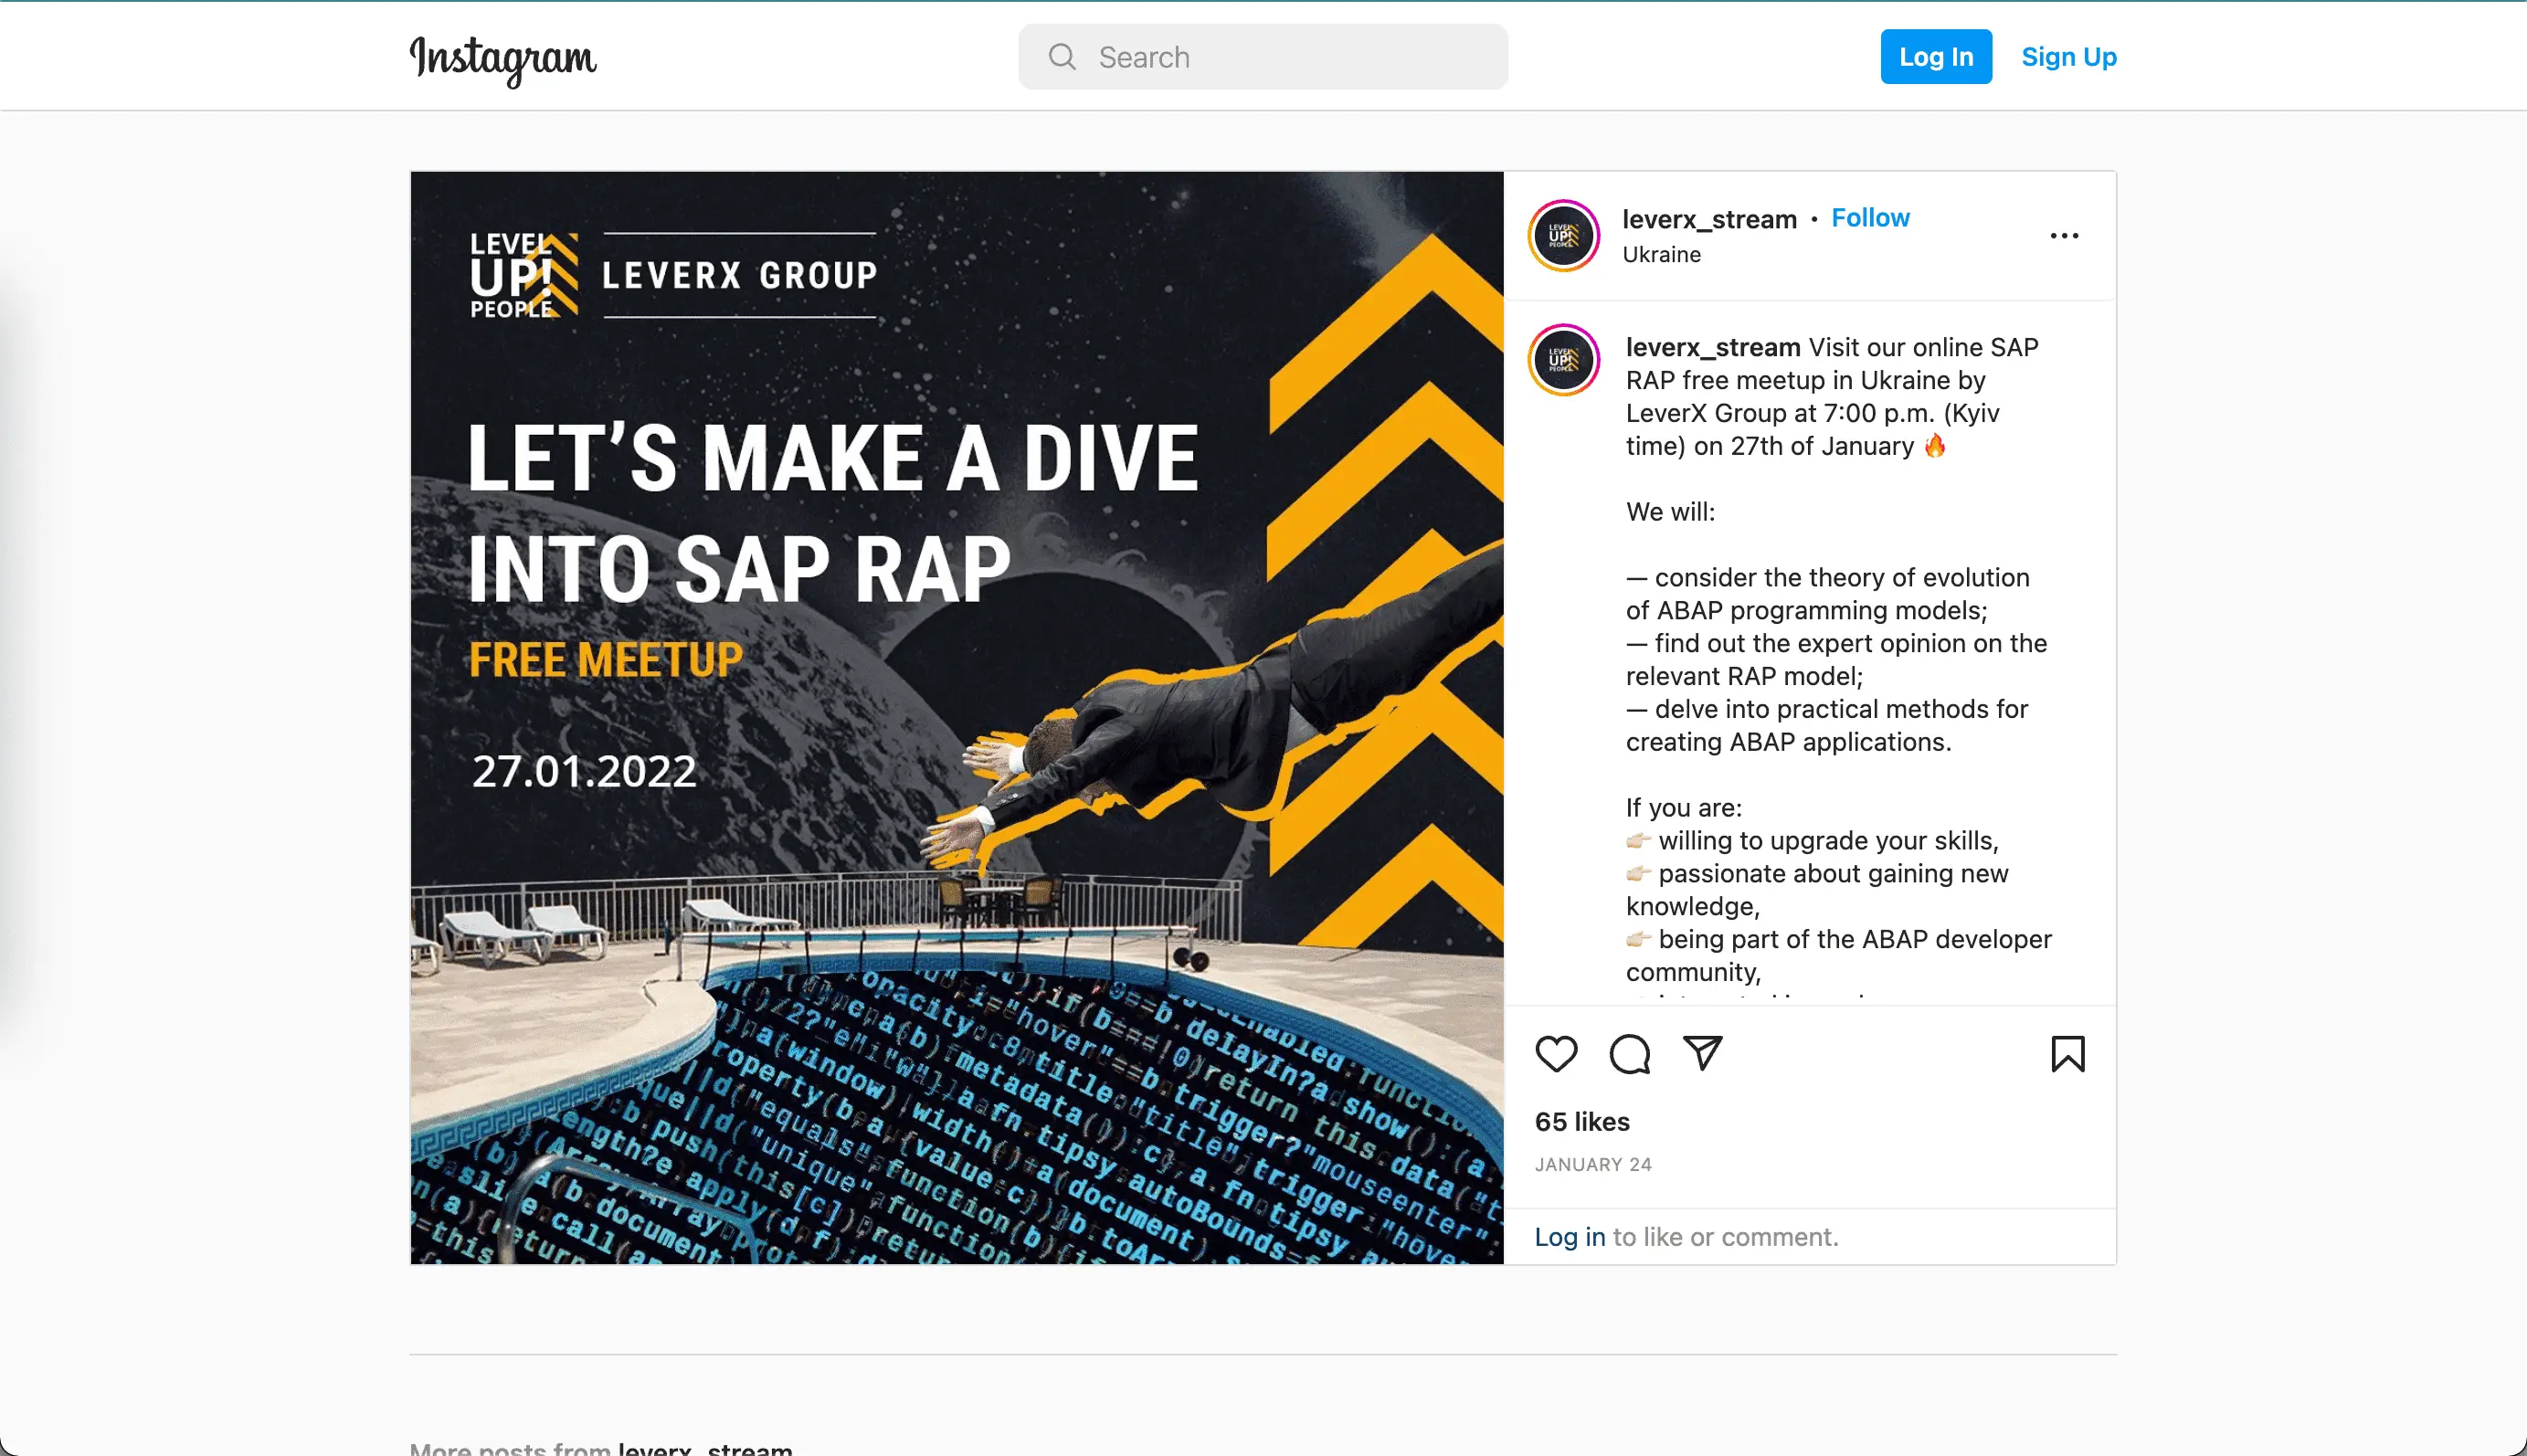 Instagram
Search
Log In
Sign Up
LEVEL
UP!
PEOPLE
LEVERX GROUP
LET'S MAKE A DIVE
INTO SAP RAP
FREE MEETUP
27.01.2022
leverx_stream • Follow
Ukraine
leverx_stream Visit our online SAP
RAP free meetup in Ukraine by
LeverX Group at 7:00 p.m. (Kyiv
time) on 27th of January 🔥
We will:
— consider the theory of evolution
of ABAP programming models;
— find out the expert opinion on the
relevant RAP model;
— delve into practical methods for
creating ABAP applications.
If you are:
👉🏻 willing to upgrade your skills,
👉🏻 passionate about gaining new
knowledge,
👉🏻 being part of the ABAP developer
community,
65 likes
JANUARY 24
Log in to like or comment.
More posts from leverx_stream